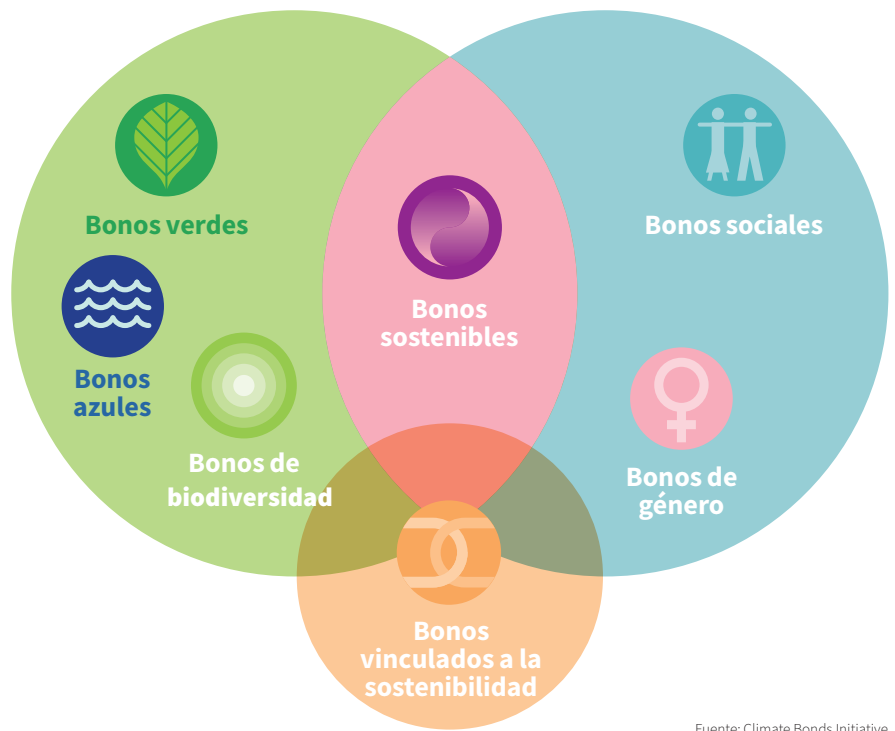 Bonos verdes
Bonos
azules
Bonos de
biodiversidad
Bonos
sostenibles
Bonos sociales
Bonos de
género
Bonos
vinculados a la
sostenibilidad
Fuente: Climate Bonds Initiative